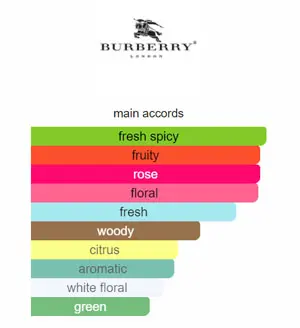 BURBERRY®
LONDON
main accords
fresh spicy
fruity
rose
floral
fresh
woody
citrus
aromatic
white floral
green